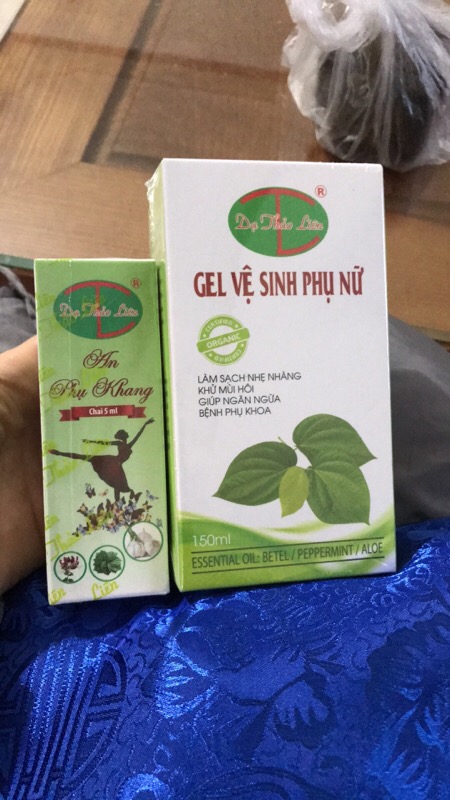 Dạ Thảo Liên
®
An
Phụ Khang
Chai 5 ml
Dạ Thảo Liên
®
GEL VỆ SINH PHỤ NỮ
CERTIFIED
ORGANIC
LÀM SẠCH NHẸ NHÀNG
KHỬ MÙI HÔI
GIÚP NGĂN NGỪA
BỆNH PHỤ KHOA
150ml
ESSENTIAL OIL: BETEL / PEPPERMINT / ALOE